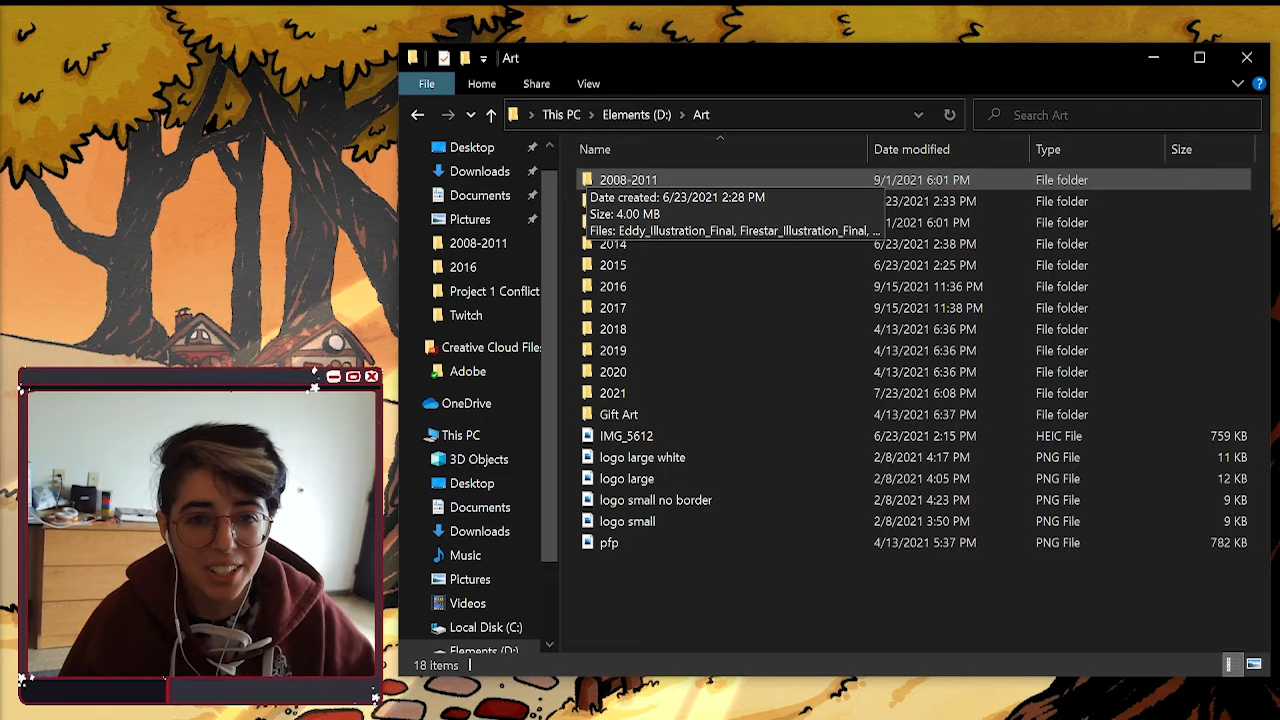 Art
File Home Share View
This PC Elements (D:) Art
Search Art
Name Date modified Type Size
Desktop
Downloads
Documents
Pictures
2008-2011
2016
Project 1 Conflict
Twitch
Creative Cloud Files
Adobe
OneDrive
This PC
3D Objects
Desktop
Documents
Downloads
Music
Pictures
Videos
Local Disk (C:)
Elements (D:)
2008-2011 9/1/2021 6:01 PM File folder
Date created: 6/23/2021 2:28 PM
Size: 4.00 MB
Files: Eddy_Illustration_Final, Firestar_Illustration_Final, ...
23/2021 2:33 PM File folder
1/2021 6:01 PM File folder
2014 6/23/2021 2:38 PM File folder
2015 6/23/2021 2:25 PM File folder
2016 9/15/2021 11:36 PM File folder
2017 9/15/2021 11:38 PM File folder
2018 4/13/2021 6:36 PM File folder
2019 4/13/2021 6:36 PM File folder
2020 4/13/2021 6:36 PM File folder
2021 7/23/2021 6:08 PM File folder
Gift Art 4/13/2021 6:37 PM File folder
IMG_5612 6/23/2021 2:15 PM HEIC File 759 KB
logo large white 2/8/2021 4:17 PM PNG File 11 KB
logo large 2/8/2021 4:05 PM PNG File 12 KB
logo small no border 2/8/2021 4:23 PM PNG File 9 KB
logo small 2/8/2021 3:50 PM PNG File 9 KB
pfp 4/13/2021 5:37 PM PNG File 782 KB
18 items